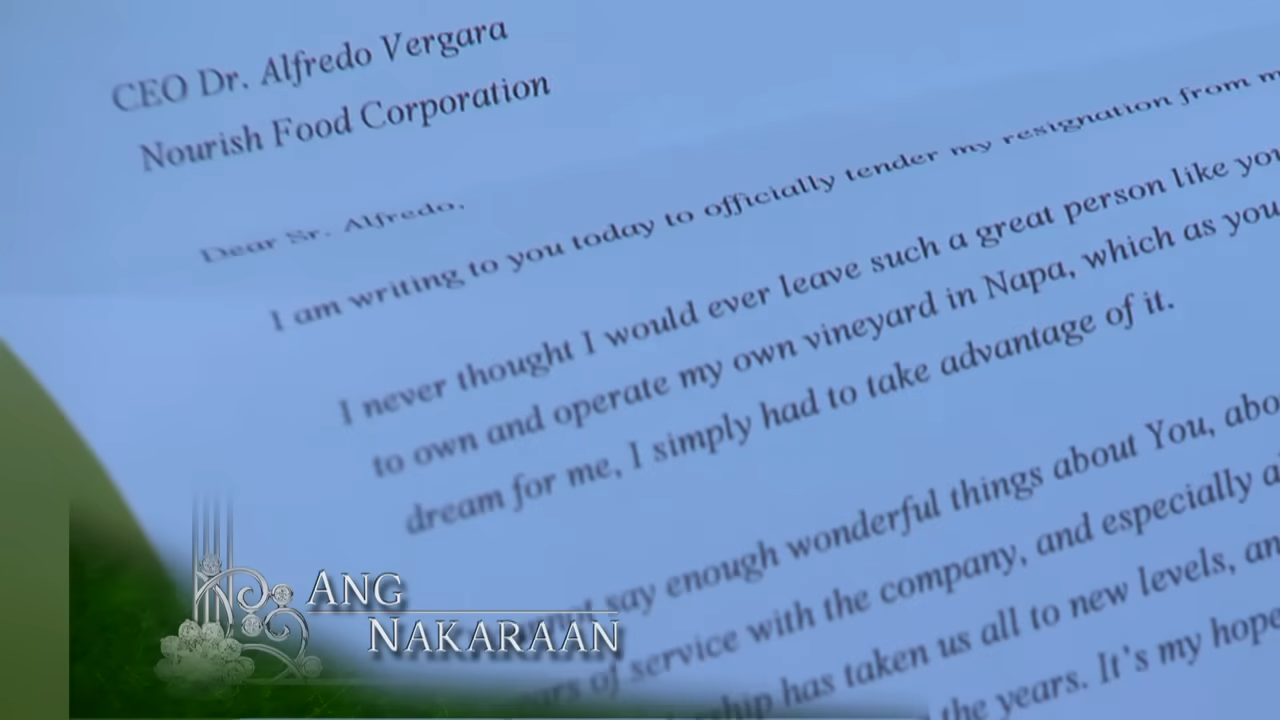 CEO Dr. Alfredo Vergara
Nourish Food Corporation
Dear Sr. Alfredo,
I am writing to you today to officially tender my resignation from
I never thought I would ever leave such a great person like
to own and operate my own vineyard in Napa, which as you
dream for me, I simply had to take advantage of it.
say enough wonderful things about You,
of service with the company, and especially
has taken us all to new levels,
the years. It's my hope
ANG
NAKARAAN